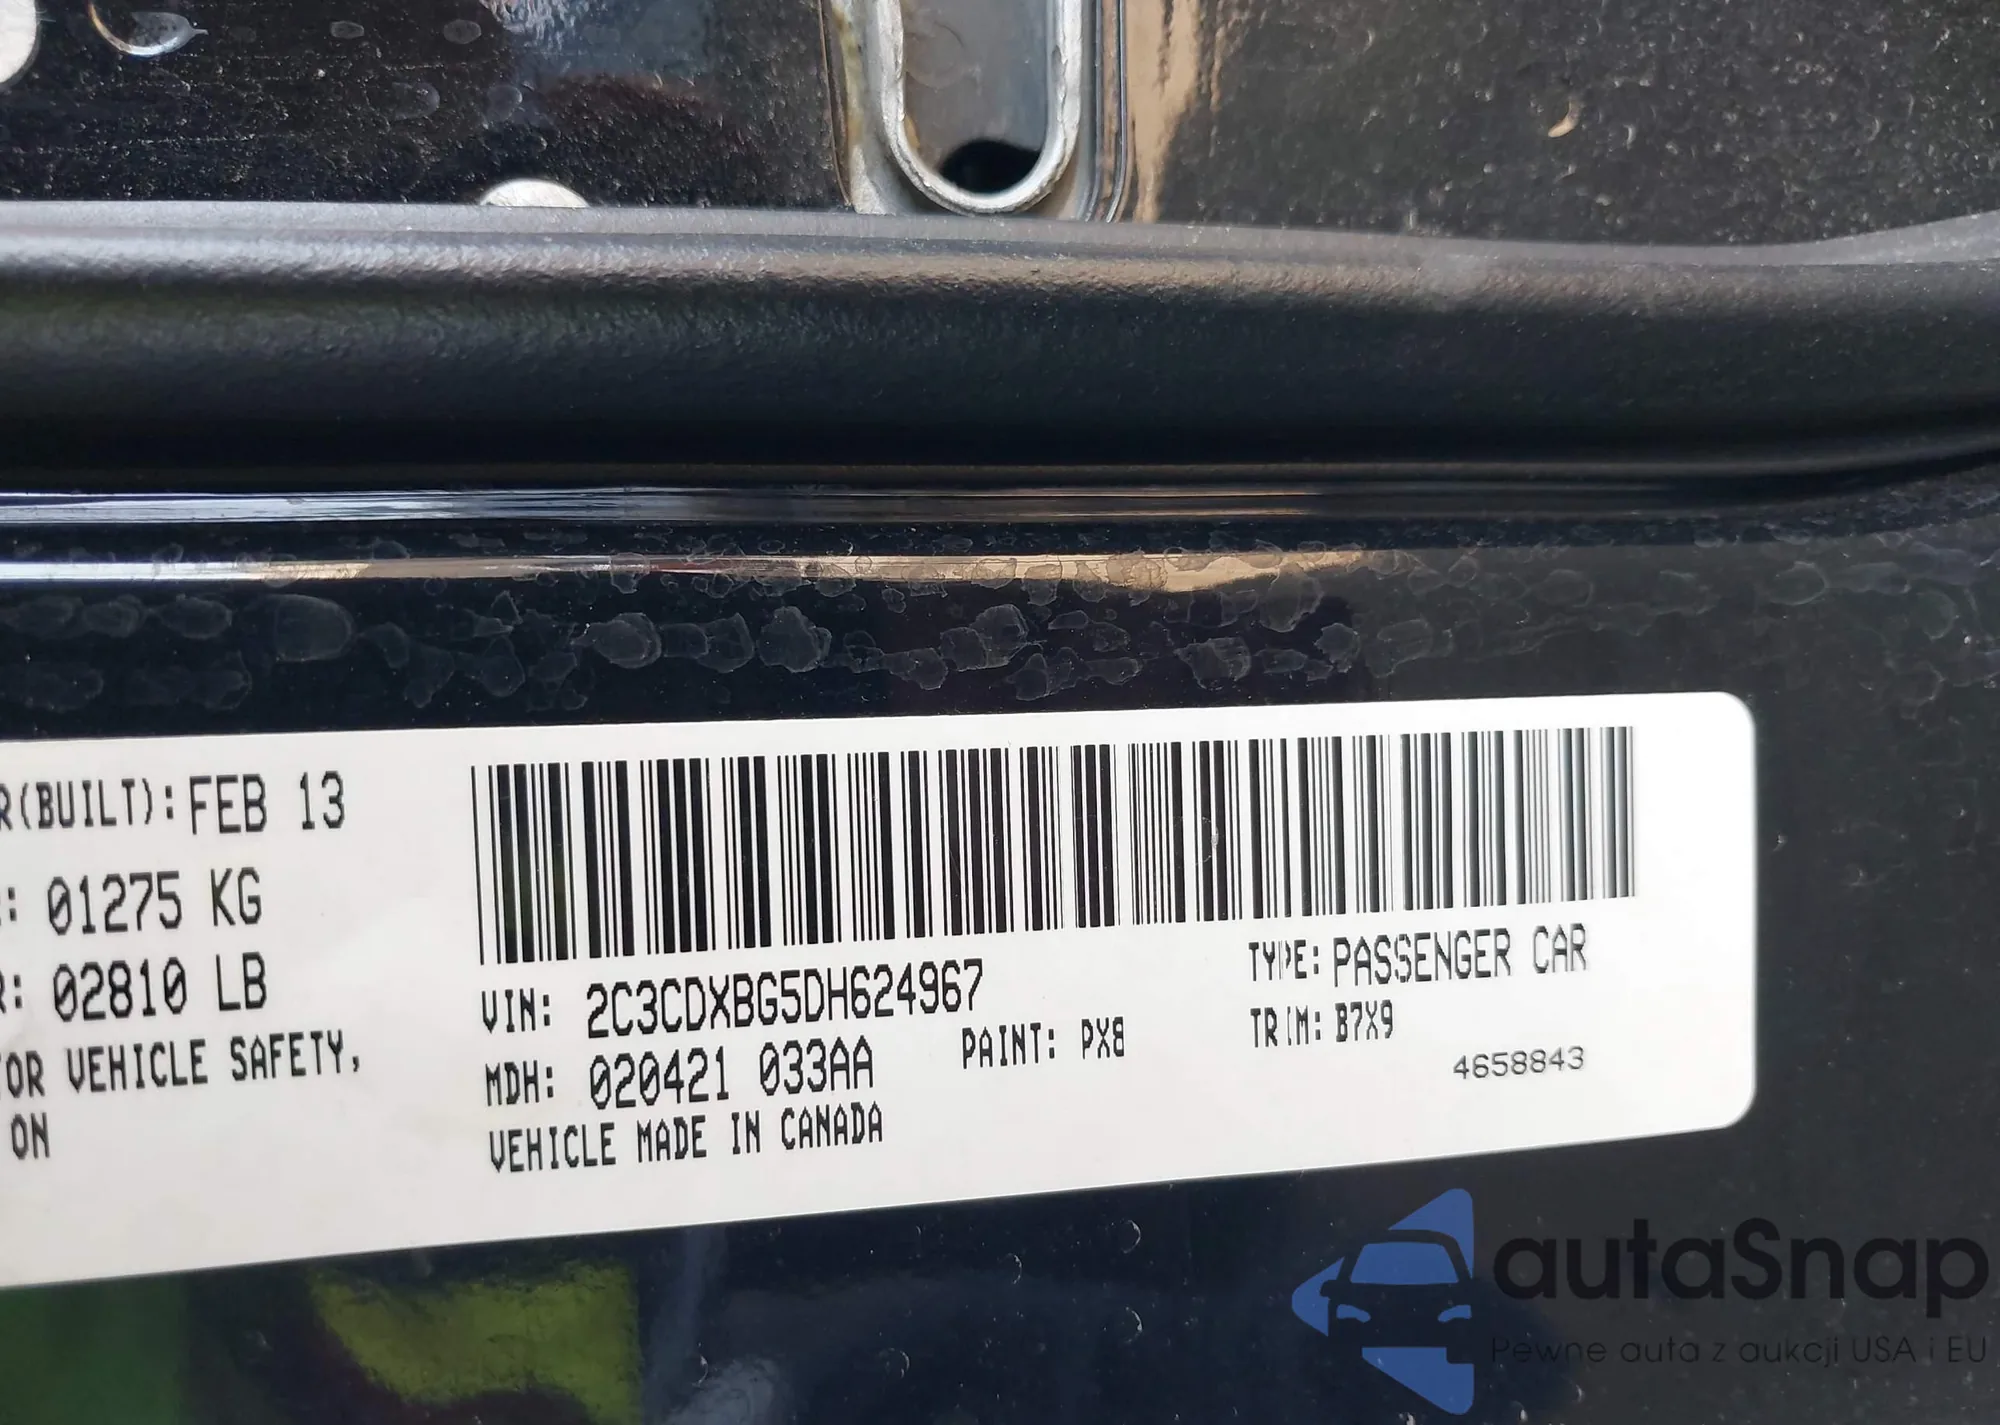 R(BUILT): FEB 13
: 01275 KG
R: 02810 LB
OR VEHICLE SAFETY,
ON
VIN: 2C3CDXBG5DH624967
MDH: 020421 033AA
PAINT: PX8
VEHICLE MADE IN CANADA
TYPE: PASSENGER CAR
TRIM: B7X9
4658843
autaSnap
Pewne auta z aukcji USA i EU